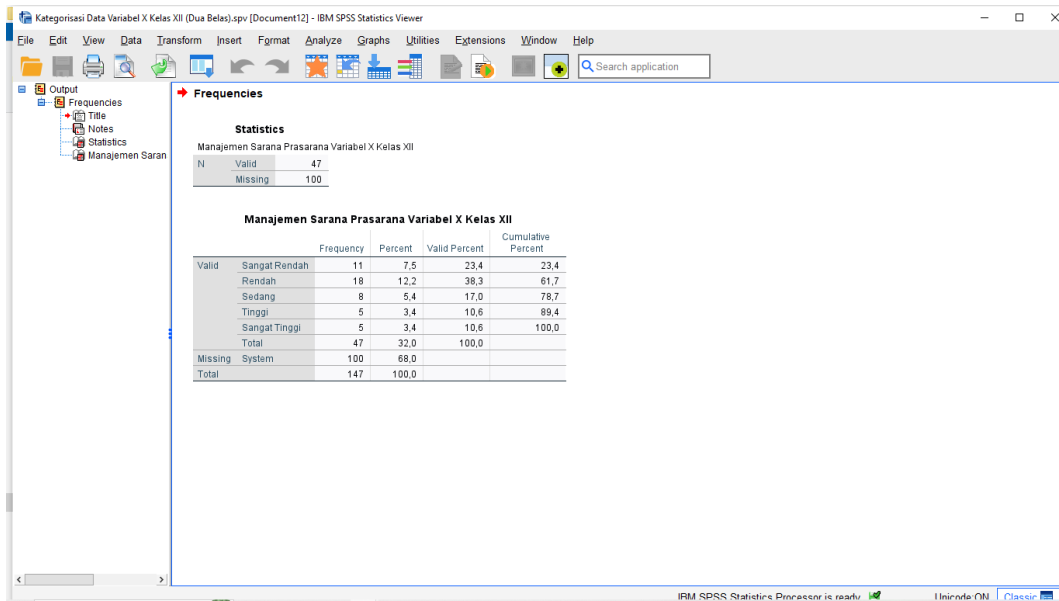 Kategorisasi Data Variabel X Kelas XII (Dua Belas).spv [Document12] - IBM SPSS Statistics Viewer
File Edit View Data Transform Insert Format Analyze Graphs Utilities Extensions Window Help
Search application
Output
Frequencies
Title
Notes
Statistics
Manajemen Saran
Frequencies
Statistics
Manajemen Sarana Prasarana Variabel X Kelas XII
N Valid 47
Missing 100
Manajemen Sarana Prasarana Variabel X Kelas XII
Frequency Percent Valid Percent Cumulative Percent
Valid Sangat Rendah 11 7,5 23,4 23,4
Rendah 18 12,2 38,3 61,7
Sedang 8 5,4 17,0 78,7
Tinggi 5 3,4 10,6 89,4
Sangat Tinggi 5 3,4 10,6 100,0
Total 47 32,0 100,0
Missing System 100 68,0
Total 147 100,0
IBM SPSS Statistics Processor is ready Unicode:ON Classic